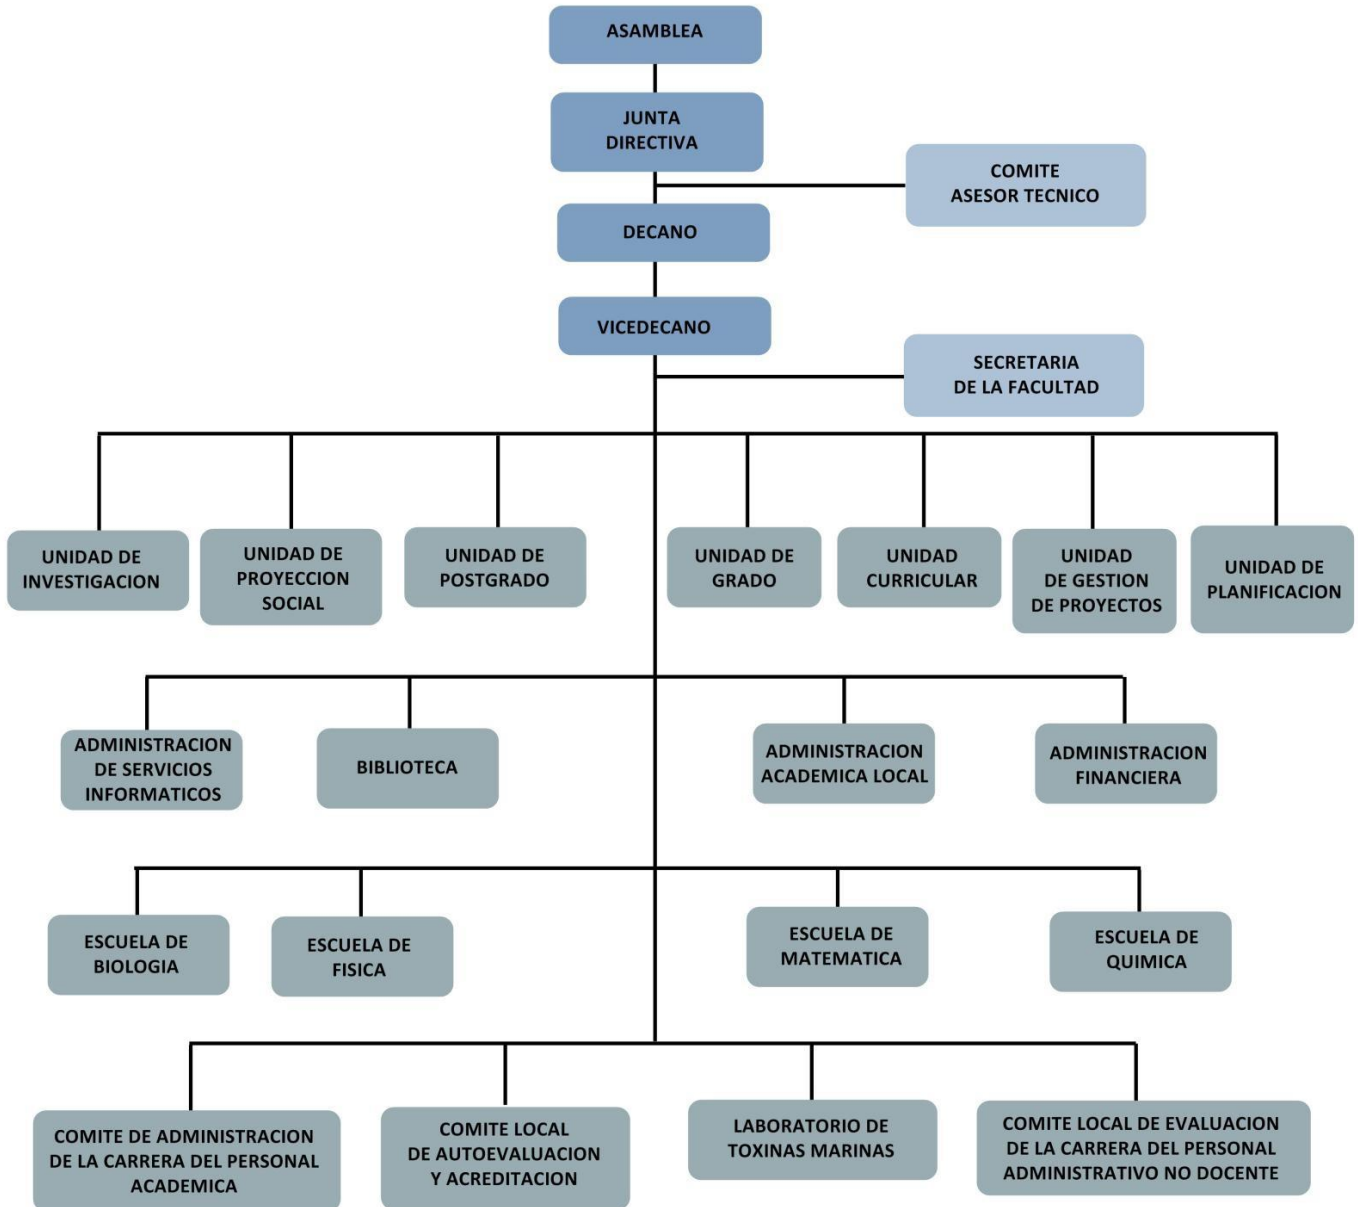 ASAMBLEA
JUNTA
DIRECTIVA
COMITE
ASESOR TECNICO
DECANO
VICEDECANO
SECRETARIA
DE LA FACULTAD
UNIDAD DE
INVESTIGACION
UNIDAD DE
PROYECCION
SOCIAL
UNIDAD DE
POSTGRADO
UNIDAD DE
GRADO
UNIDAD
CURRICULAR
UNIDAD
DE GESTION
DE PROYECTOS
UNIDAD DE
PLANIFICACION
ADMINISTRACION
DE SERVICIOS
INFORMATICOS
BIBLIOTECA
ADMINISTRACION
ACADEMICA LOCAL
ADMINISTRACION
FINANCIERA
ESCUELA DE
BIOLOGIA
ESCUELA DE
FISICA
ESCUELA DE
MATEMATICA
ESCUELA DE
QUIMICA
COMITE DE ADMINISTRACION
DE LA CARRERA DEL PERSONAL
ACADEMICA
COMITE LOCAL
DE AUTOEVALUACION
Y ACREDITACION
LABORATORIO DE
TOXINAS MARINAS
COMITE LOCAL DE EVALUACION
DE LA CARRERA DEL PERSONAL
ADMINISTRATIVO NO DOCENTE